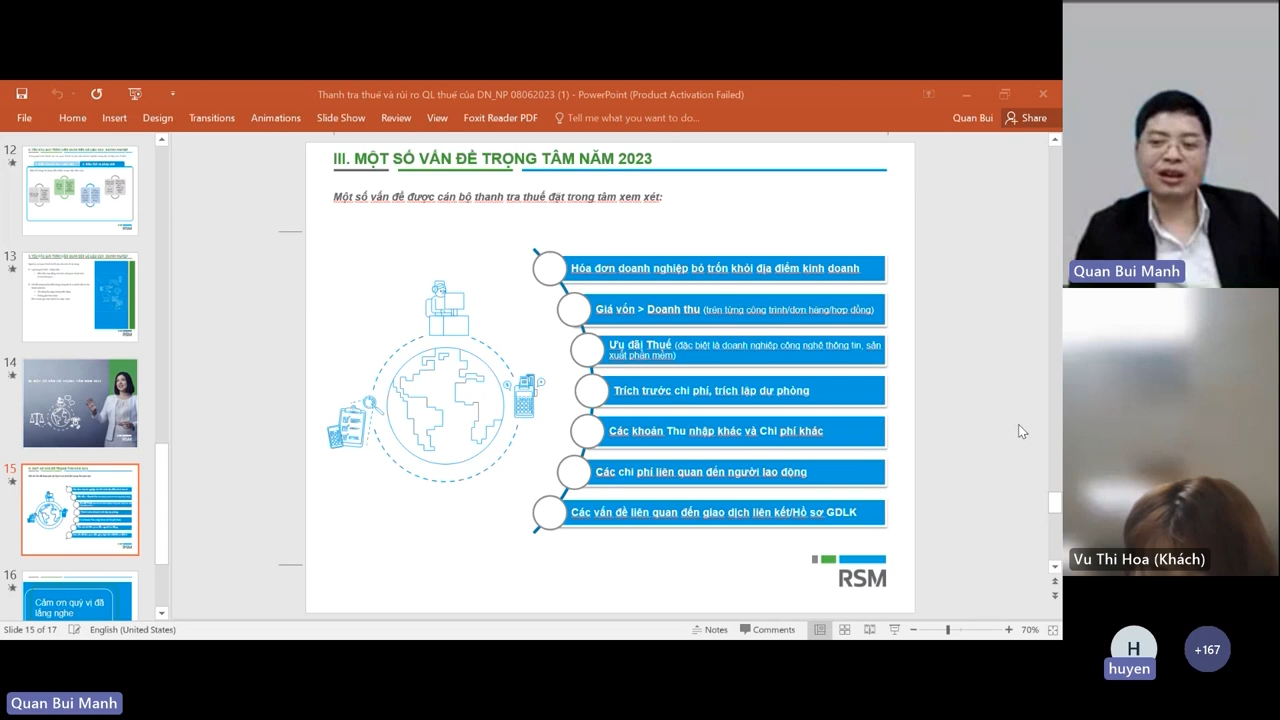 Thanh tra thuế và rủi ro QL thuế của DN_NP 08062023 (1) - PowerPoint (Product Activation Failed)
File Home Insert Design Transitions Animations Slide Show Review View Foxit Reader PDF Tell me what you want to do... Quan Bui Share
12
13
14
15
16
RSM
RSM
RSM
Cảm ơn quý vị đã
lắng nghe
III. MỘT SỐ VẤN ĐỀ TRỌNG TÂM NĂM 2023
Một số vấn đề được cán bộ thanh tra thuế đặt trọng tâm xem xét:
Hóa đơn doanh nghiệp bỏ trốn khỏi địa điểm kinh doanh
Giá vốn > Doanh thu (trên từng công trình/đơn hàng/hợp đồng)
Ưu đãi Thuế (đặc biệt là doanh nghiệp công nghệ thông tin, sản
xuất phần mềm)
Trích trước chi phí, trích lập dự phòng
Các khoản Thu nhập khác và Chi phí khác
Các chi phí liên quan đến người lao động
Các vấn đề liên quan đến giao dịch liên kết/Hồ sơ GDLK
RSM
Slide 15 of 17 English (United States) Notes Comments 70%
Quan Bui Manh
Vu Thi Hoa (Khách)
H
huyen
+167
Quan Bui Manh